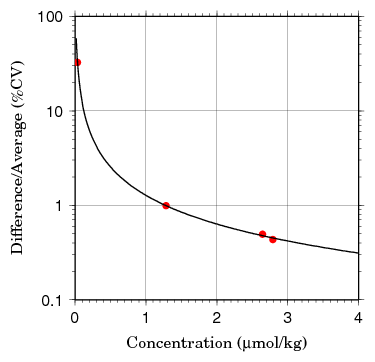 100
10
1
0.1
Difference/Average (%CV)
0 1 2 3 4
Concentration (μmol/kg)